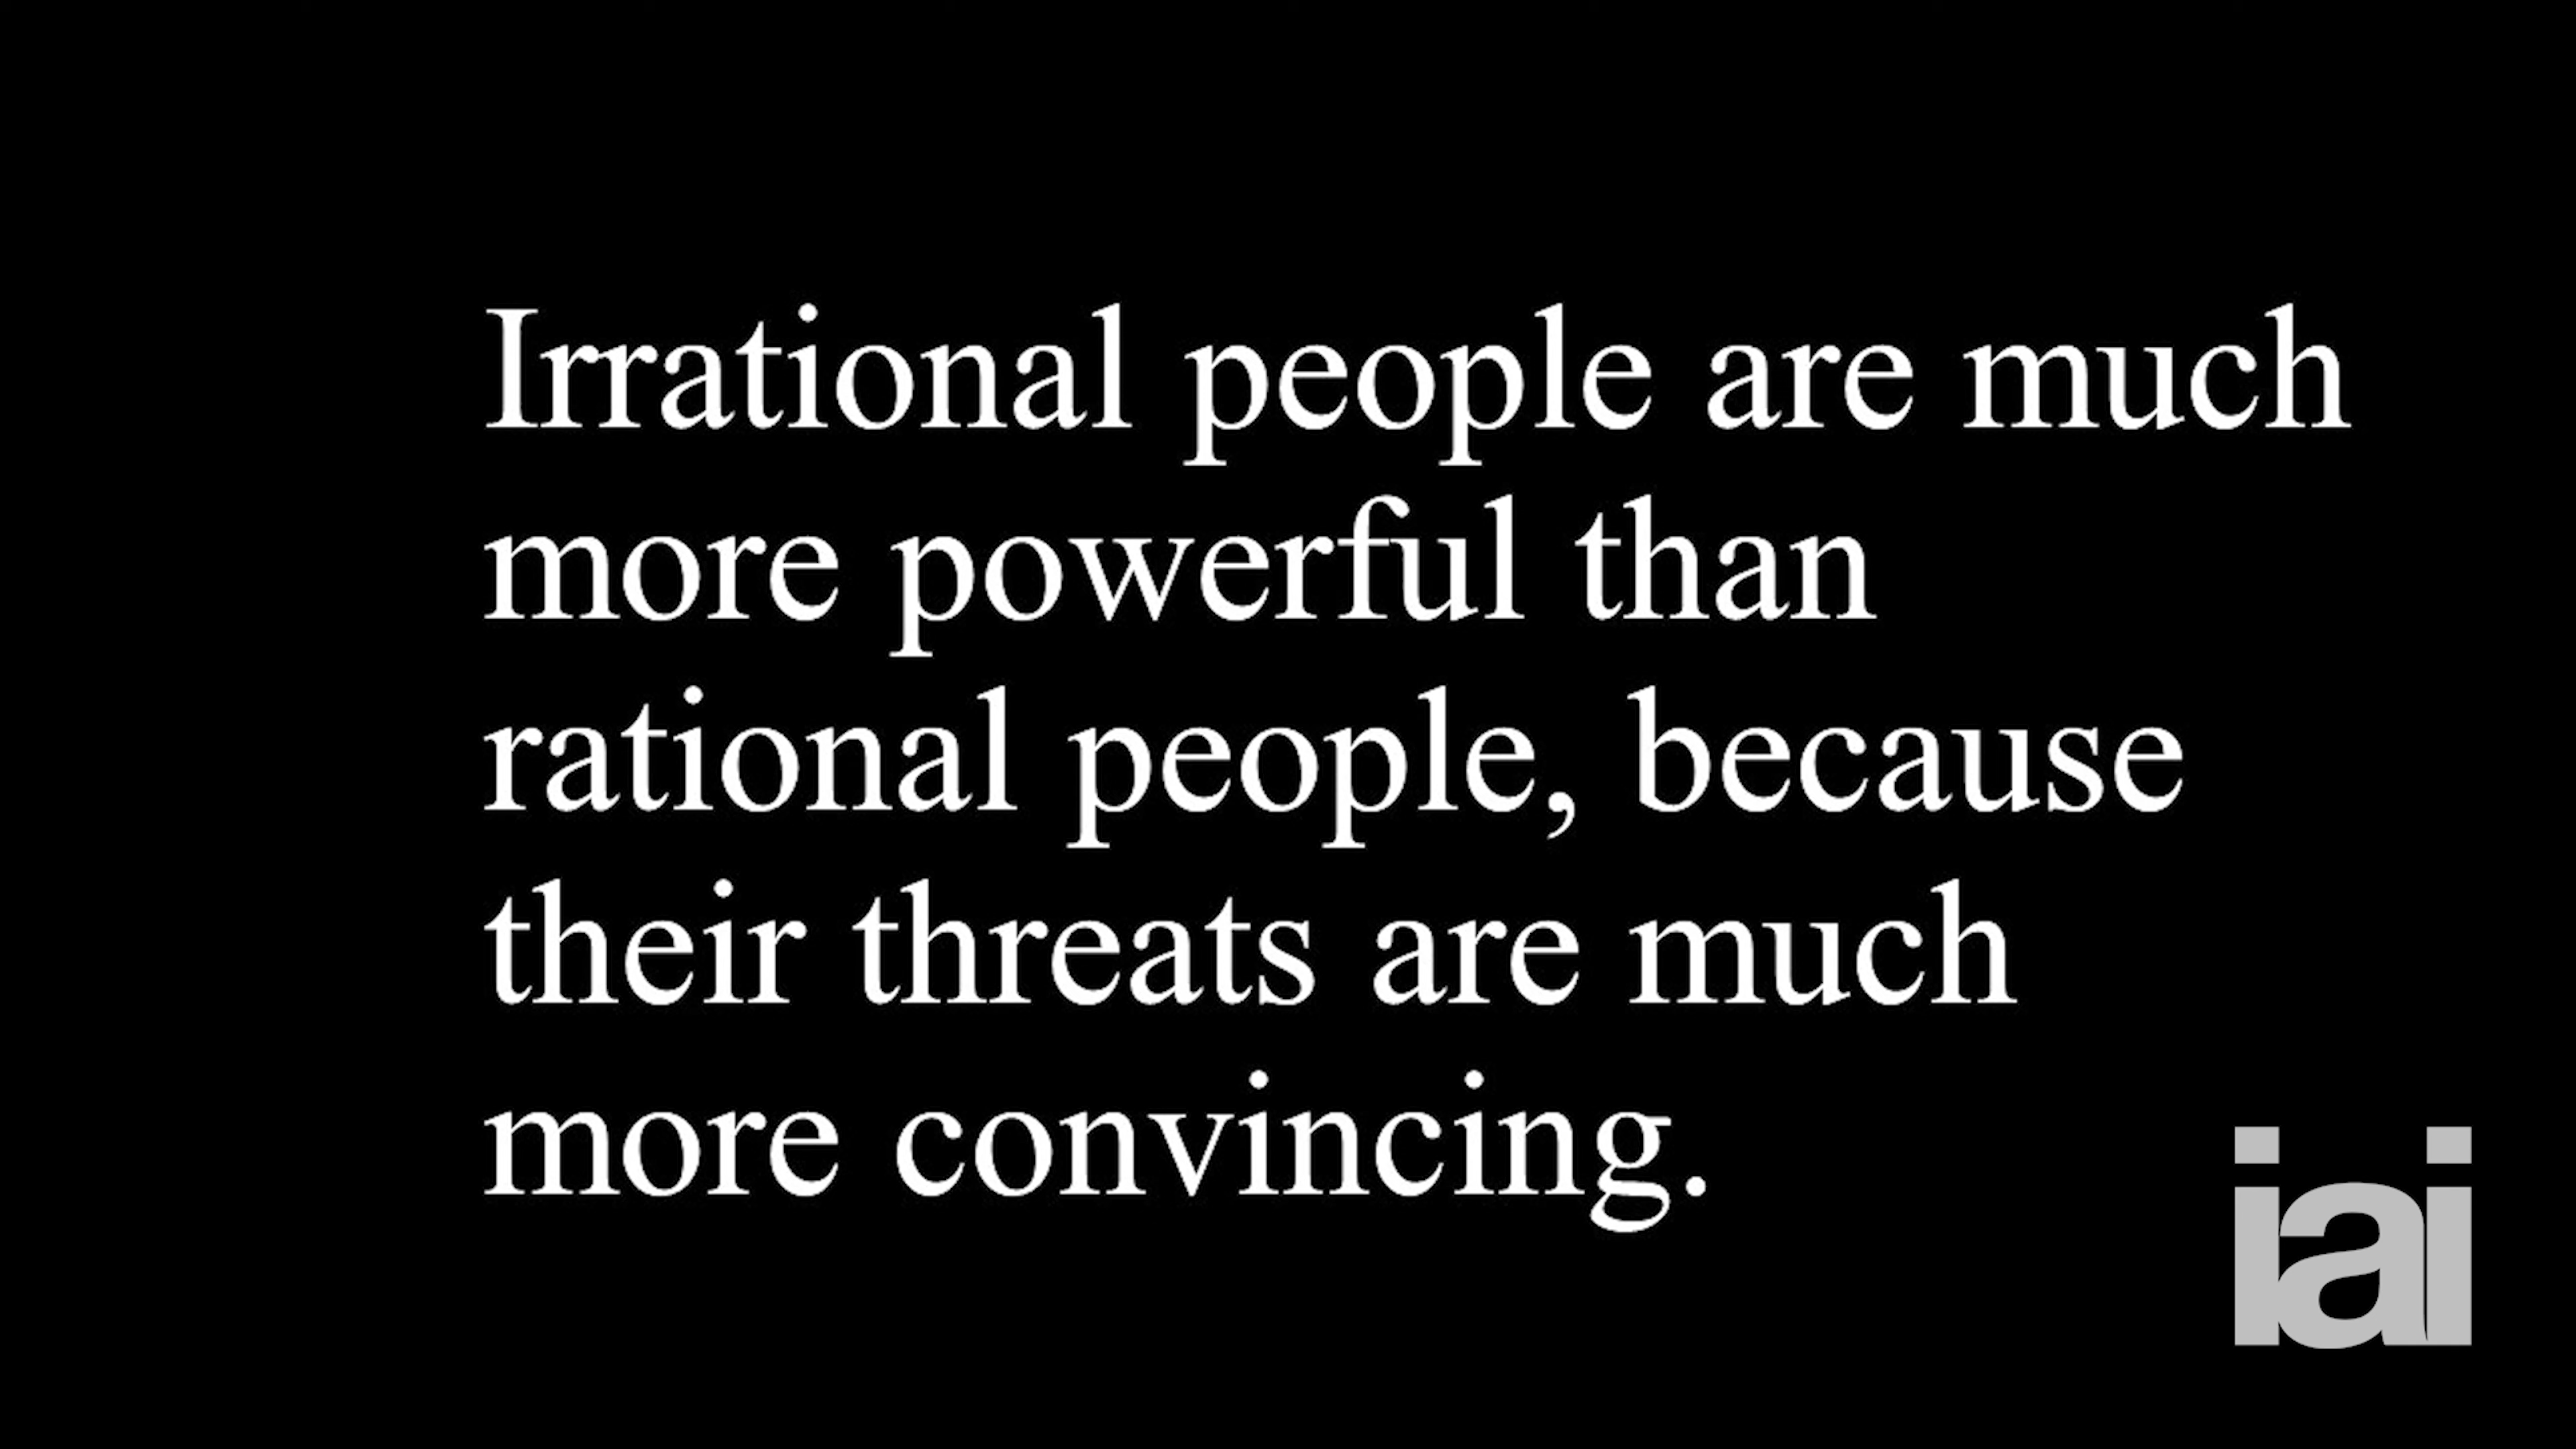 Irrational people are much
more powerful than
rational people, because
their threats are much
more convincing.
iai